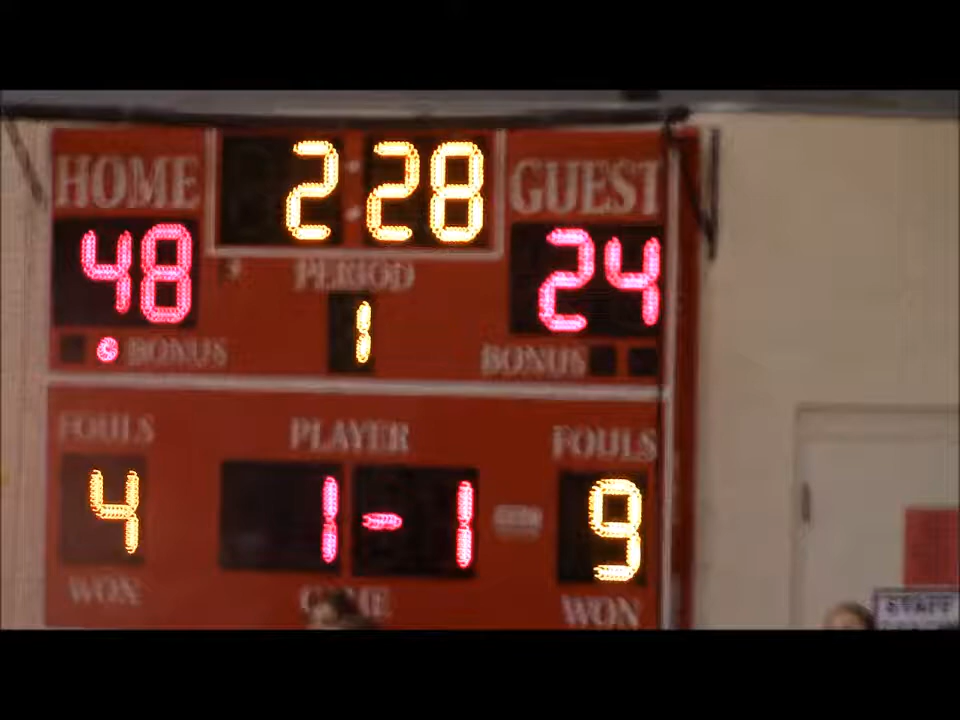 HOME 2:28 GUEST
48 PERIOD 24
BONUS 1 BONUS
FOULS PLAYER FOULS
4 1-1 9
WON GAME WON
STAFF